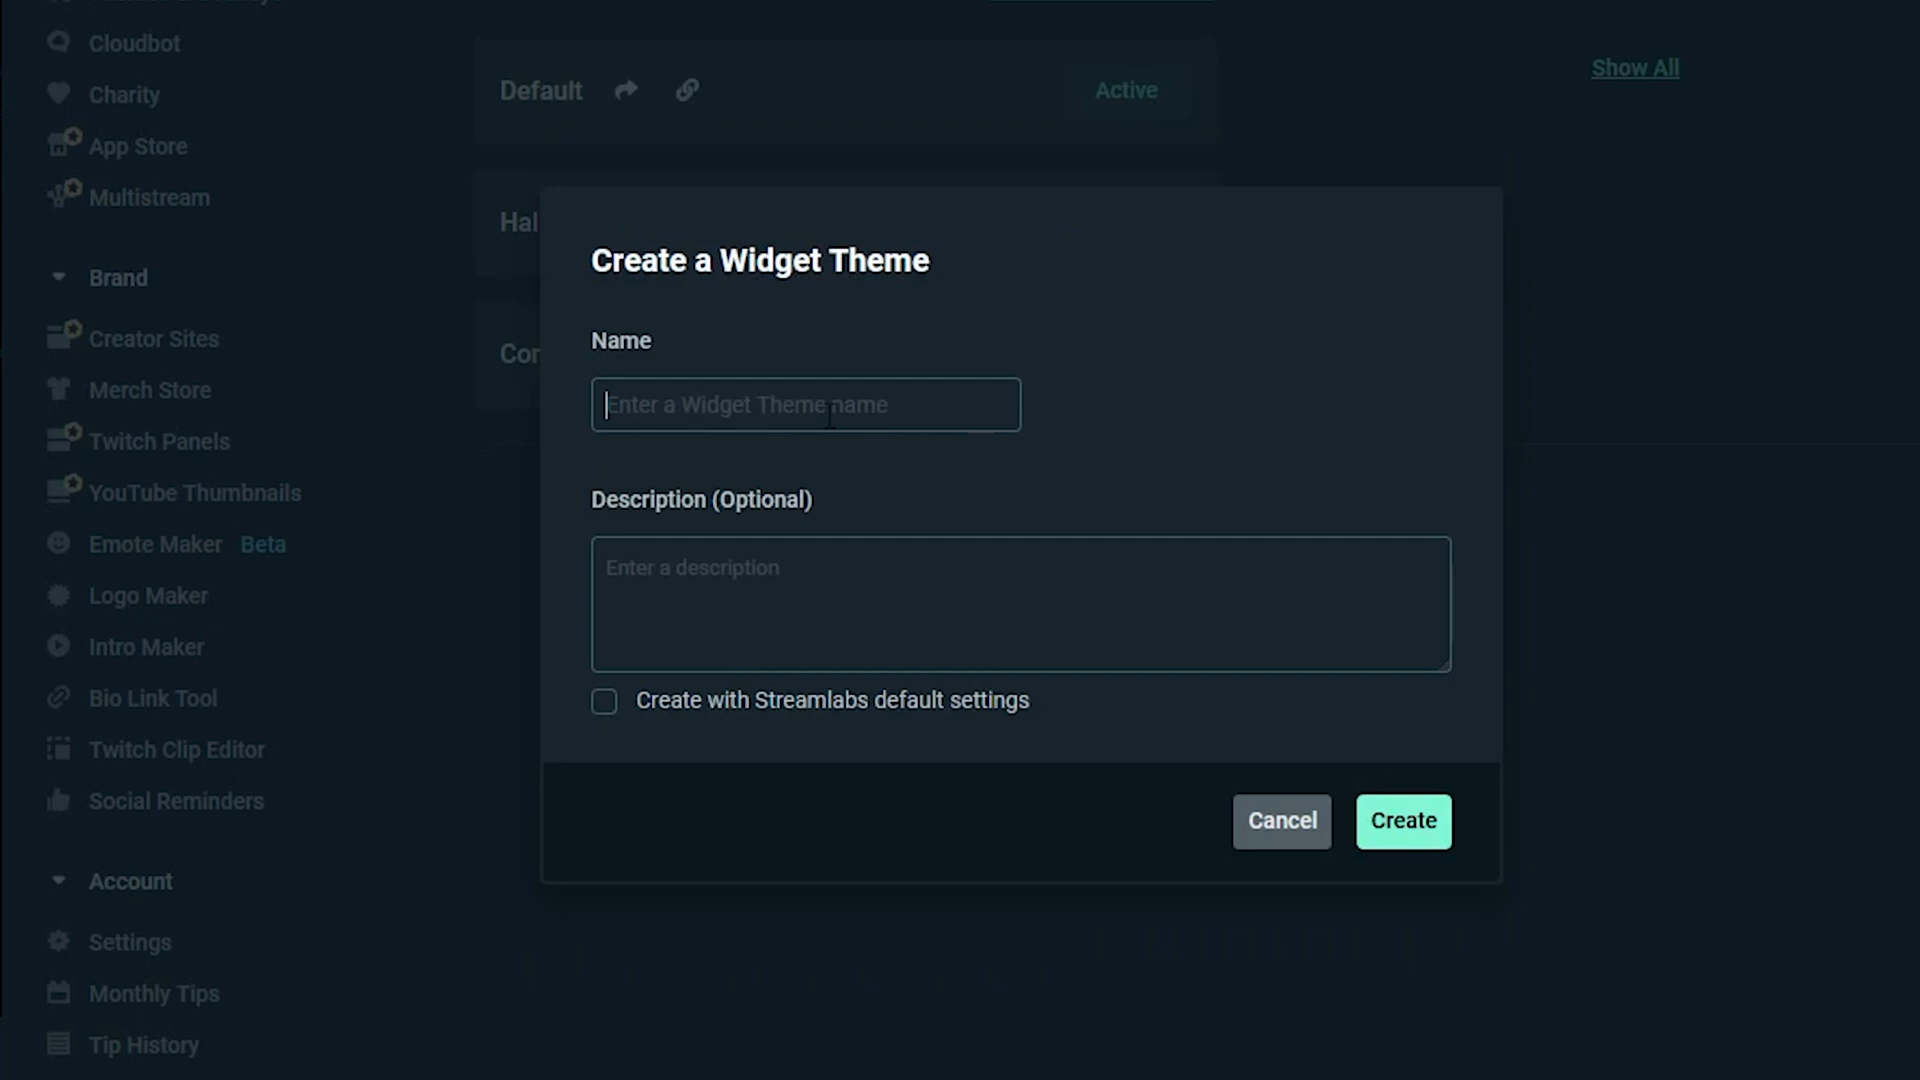 Cloudbot
Charity
App Store
Multistream
Brand
Creator Sites
Merch Store
Twitch Panels
YouTube Thumbnails
Emote Maker Beta
Logo Maker
Intro Maker
Bio Link Tool
Twitch Clip Editor
Social Reminders
Account
Settings
Monthly Tips
Tip History
Default
Active
Show All
Hal
Cor
Create a Widget Theme
Name
Enter a Widget Theme name
Description (Optional)
Enter a description
Create with Streamlabs default settings
Cancel
Create